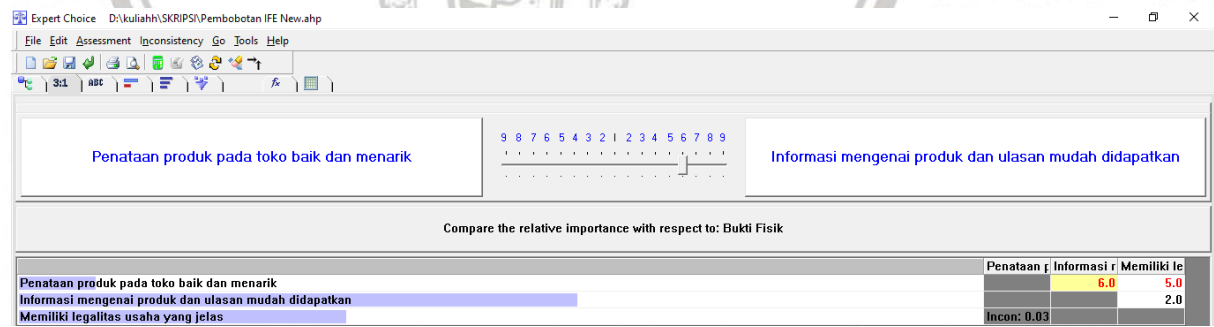 Expert Choice D:\kuliahh\SKRIPSI\Pembobotan IFE New.ahp
File Edit Assessment Inconsistency Go Tools Help
3:1 ABC fx
9 8 7 6 5 4 3 2 1 2 3 4 5 6 7 8 9
Penataan produk pada toko baik dan menarik
Informasi mengenai produk dan ulasan mudah didapatkan
Compare the relative importance with respect to: Bukti Fisik
Penataan p Informasi r Memiliki le
Penataan produk pada toko baik dan menarik 6.0 5.0
Informasi mengenai produk dan ulasan mudah didapatkan 2.0
Memiliki legalitas usaha yang jelas Incon: 0.03